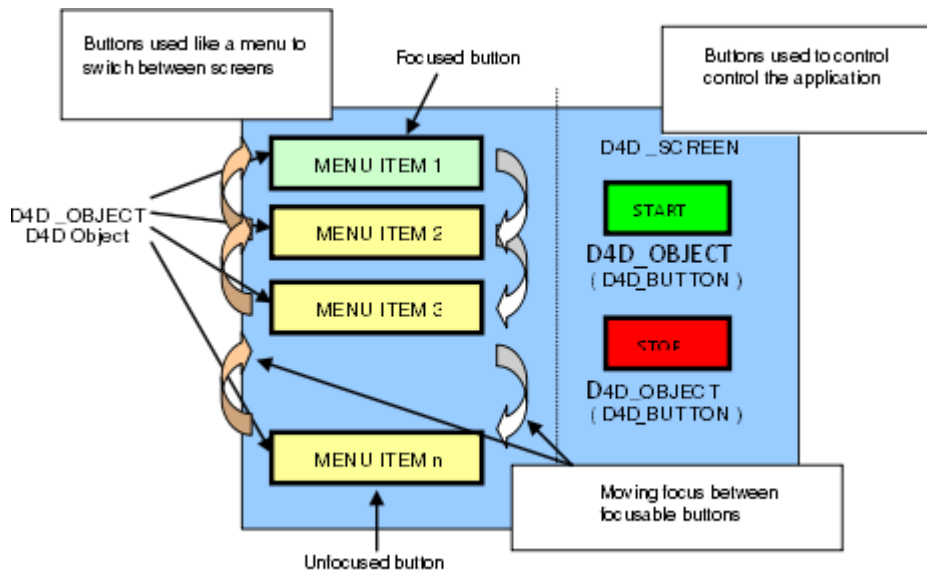 Buttons used like a menu to
switch between screens
Focused button
Buttons used to control
control the application
D4D _SCREEN
MENU ITEM 1
MENU ITEM 2
MENU ITEM 3
MENU ITEM n
D4D _OBJECT
D4D Object
START
D4D_OBJECT
( D4D_BUTTON )
STOP
D4D_OBJECT
( D4D_BUTTON )
Moving focus between
focusable buttons
Unfocused button